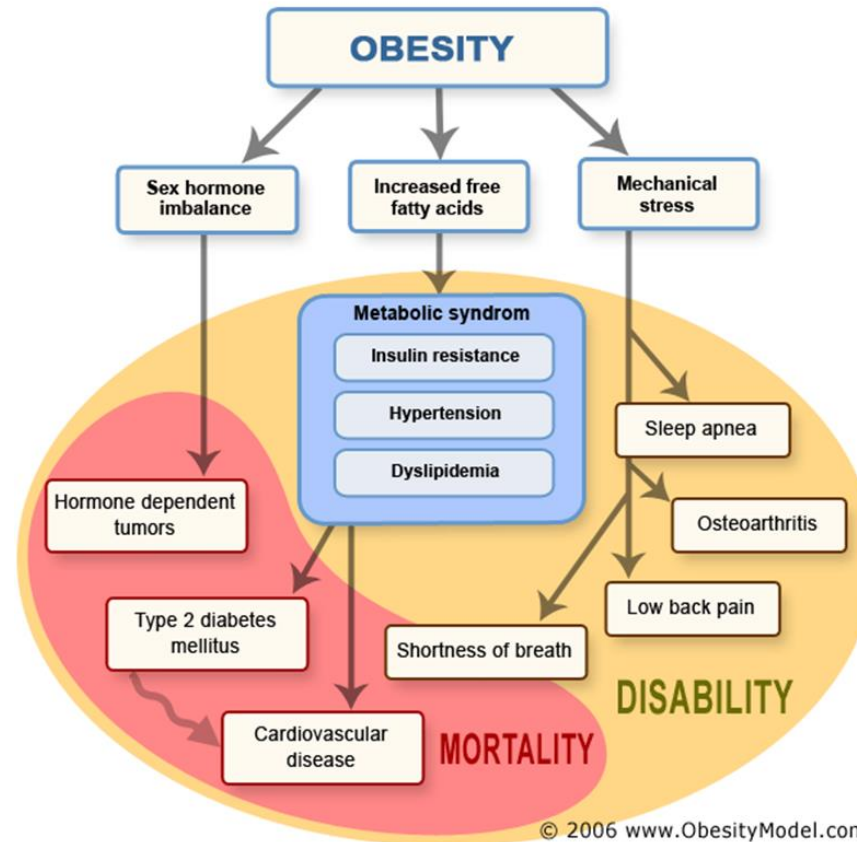 OBESITY
Sex hormone
imbalance
Increased free
fatty acids
Mechanical
stress
Metabolic syndrom
Insulin resistance
Hypertension
Dyslipidemia
Sleep apnea
Hormone dependent
tumors
Osteoarthritis
Low back pain
Type 2 diabetes
mellitus
Shortness of breath
DISABILITY
Cardiovascular
disease
MORTALITY
© 2006 www.ObesityModel.com